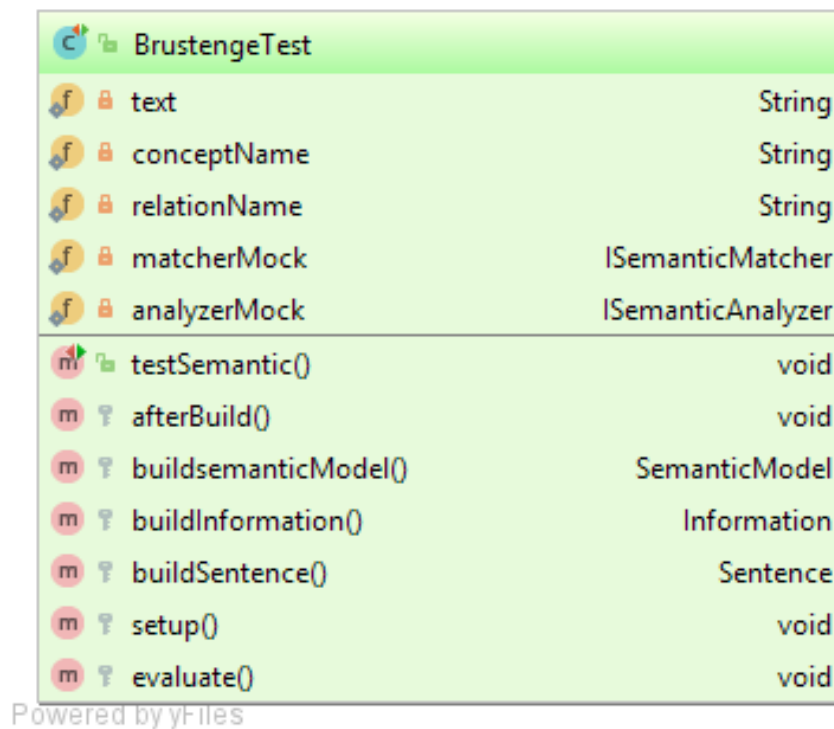 BrustengeTest
text String
conceptName String
relationName String
matcherMock ISemanticMatcher
analyzerMock ISemanticAnalyzer
testSemantic() void
afterBuild() void
buildsemanticModel() SemanticModel
buildInformation() Information
buildSentence() Sentence
setup() void
evaluate() void
Powered by yFiles